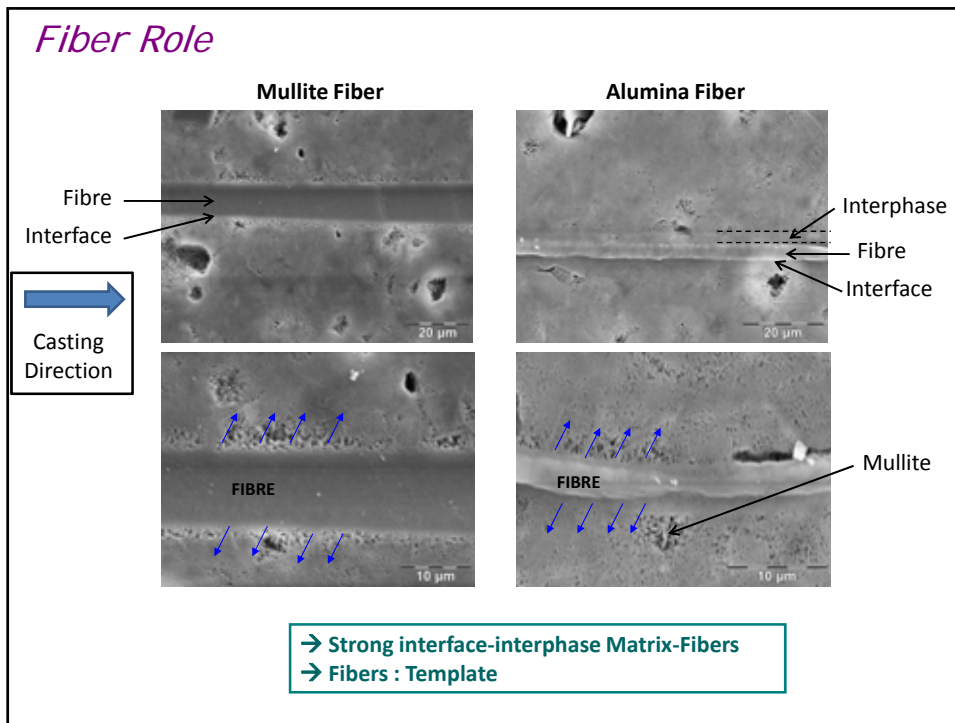 Fiber Role
Mullite Fiber
Alumina Fiber
Fibre
Interface
Interphase
Fibre
Interface
20 µm
20 µm
Casting
Direction
FIBRE
FIBRE
Mullite
10 µm
10 µm
→ Strong interface-interphase Matrix-Fibers
→ Fibers : Template